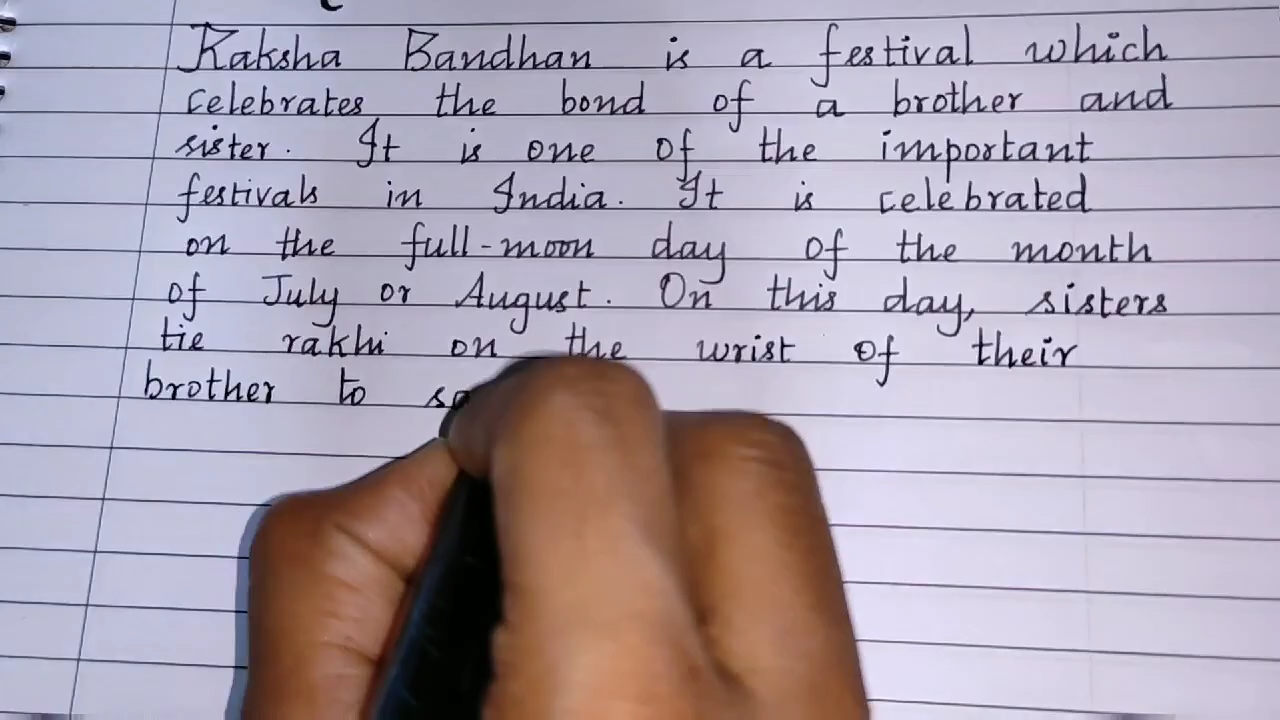 Raksha Bandhan is a festival which
celebrates the bond of a brother and
sister. It is one of the important
festivals in India. It is celebrated
on the full-moon day of the month
of July or August. On this day, sisters
tie rakhi on the wrist of their
brother to